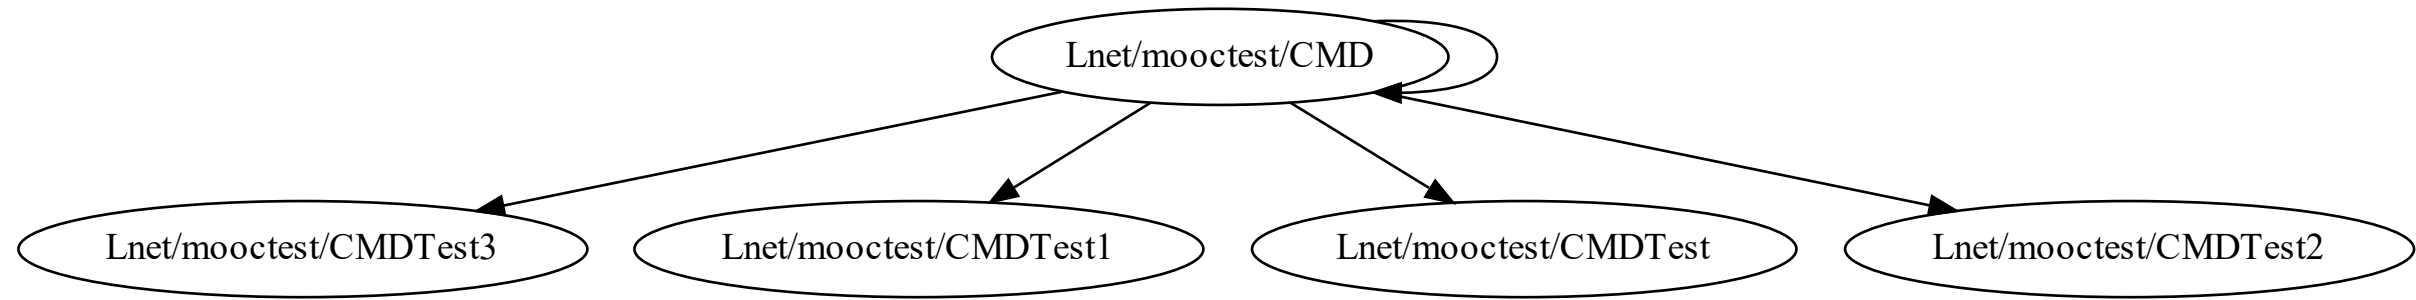 Lnet/mooctest/CMD
Lnet/mooctest/CMDTest3
Lnet/mooctest/CMDTest1
Lnet/mooctest/CMDTest
Lnet/mooctest/CMDTest2